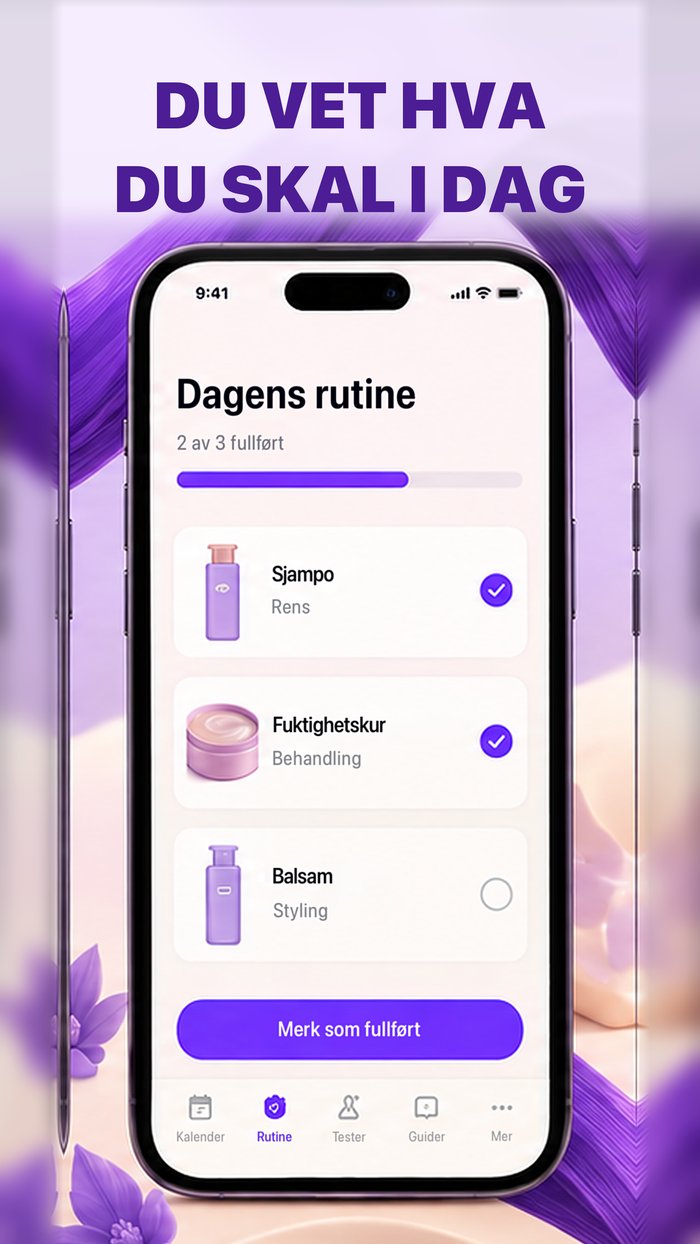 DU VET HVA
DU SKAL I DAG
9:41
Dagens rutine
2 av 3 fullført
Sjampo
Rens
Fuktighetskur
Behandling
Balsam
Styling
Merk som fullført
Kalender
Rutine
Tester
Guider
Mer